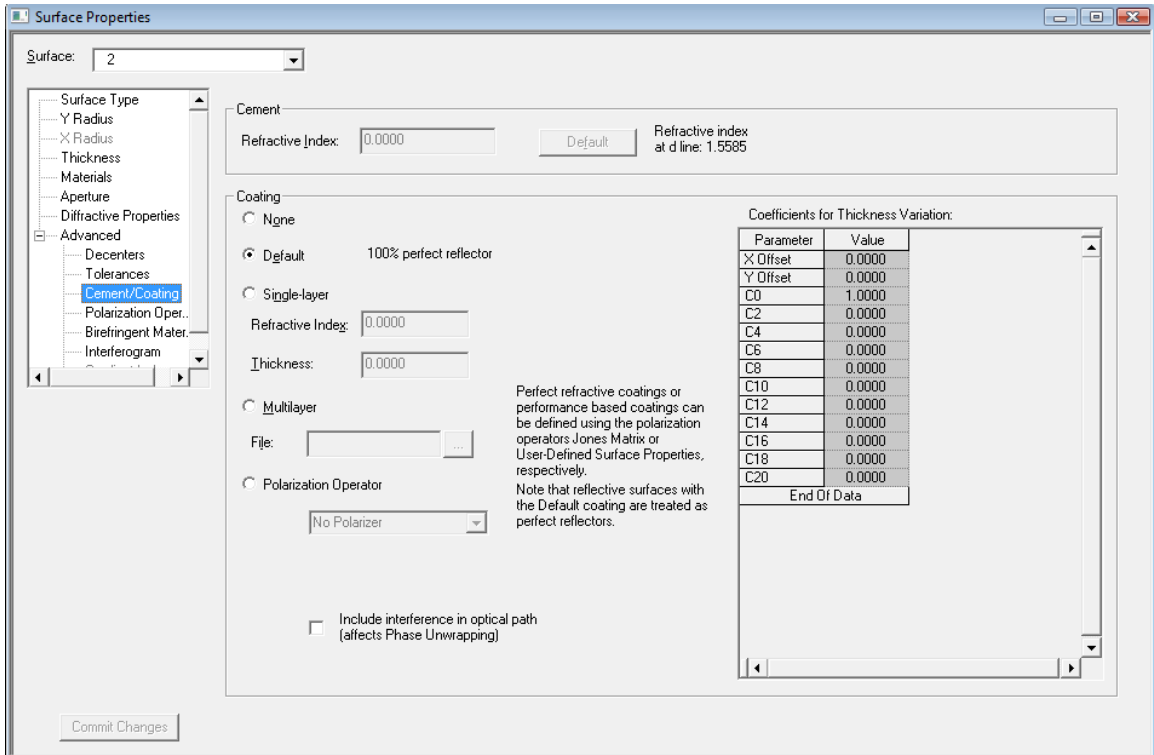 Surface Properties
Surface:
2
Surface Type
Y Radius
X Radius
Thickness
Materials
Aperture
Diffractive Properties
Advanced
Decenters
Tolerances
Cement/Coating
Polarization Oper..
Birefringent Mater.
Interferogram
Cement
Refractive Index:
0.0000
Default
Refractive index
at d line: 1.5585
Coating
None
Default
100% perfect reflector
Single-layer
Refractive Index:
0.0000
Thickness:
0.0000
Multilayer
File:
...
Polarization Operator
No Polarizer
Perfect refractive coatings or
performance based coatings can
be defined using the polarization
operators Jones Matrix or
User-Defined Surface Properties,
respectively.
Note that reflective surfaces with
the Default coating are treated as
perfect reflectors.
Include interference in optical path
(affects Phase Unwrapping)
Coefficients for Thickness Variation:
Parameter Value
X Offset 0.0000
Y Offset 0.0000
C0 1.0000
C2 0.0000
C4 0.0000
C6 0.0000
C8 0.0000
C10 0.0000
C12 0.0000
C14 0.0000
C16 0.0000
C18 0.0000
C20 0.0000
End Of Data
Commit Changes